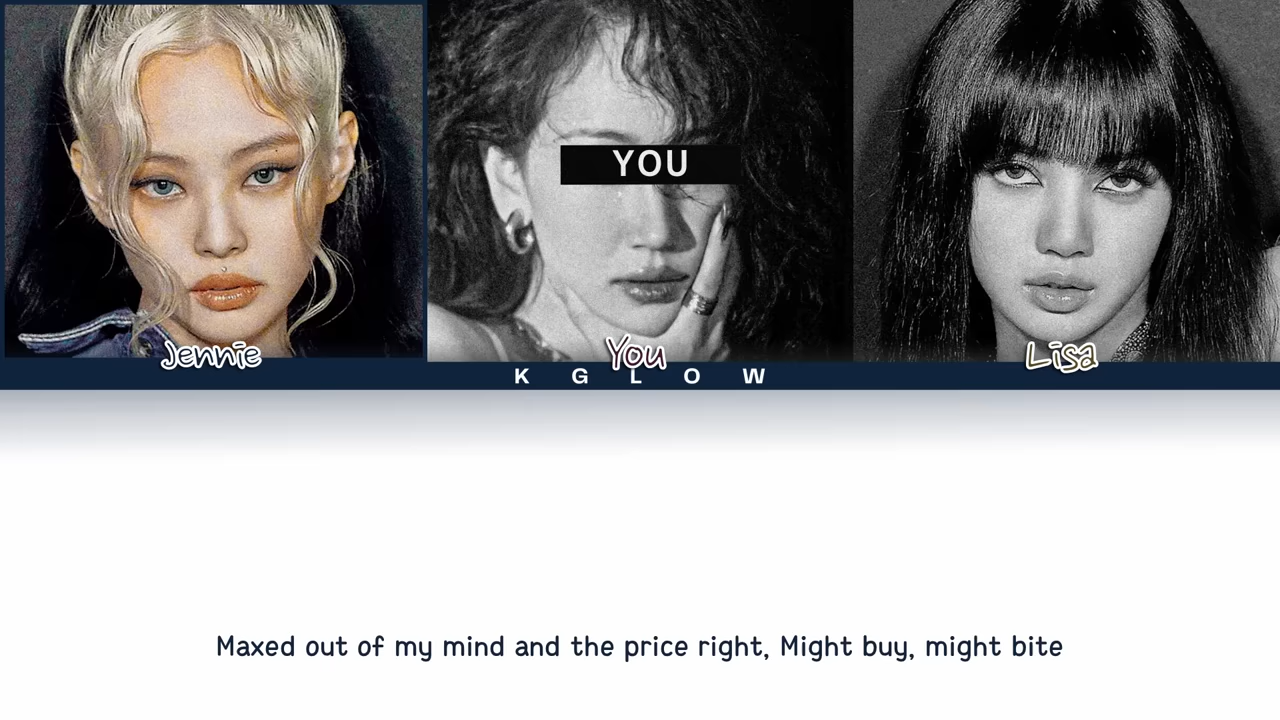 YOU
Jennie You Lisa
K G L O W
Maxed out of my mind and the price right, Might buy, might bite